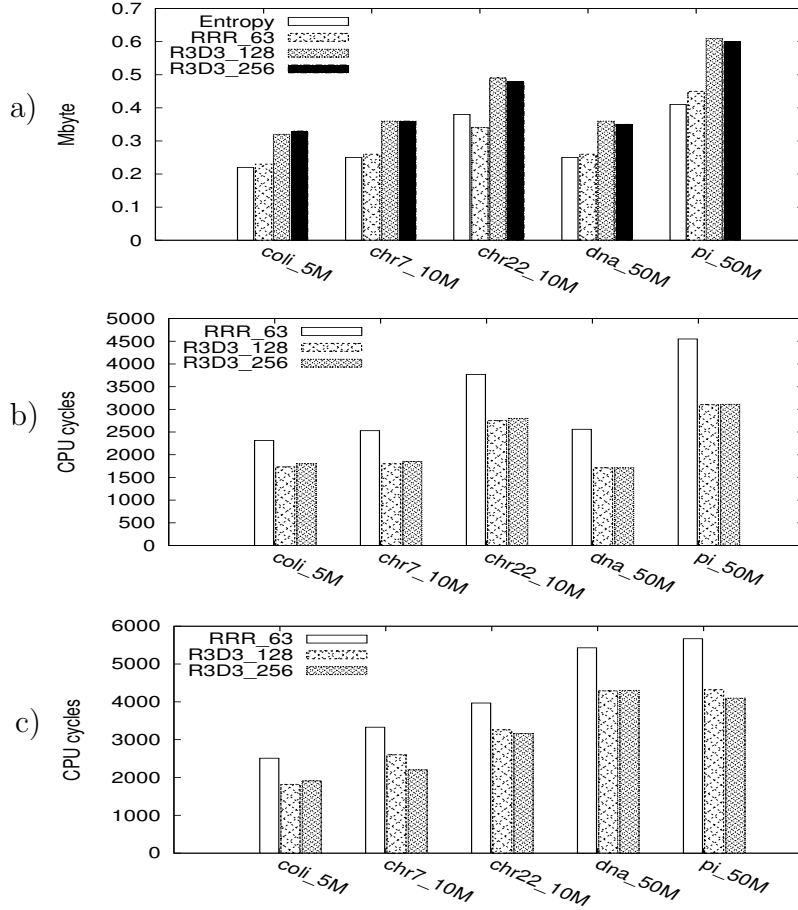 a)
Mbyte
0.7
0.6
0.5
0.4
0.3
0.2
0.1
0
Entropy
RRR_63
R3D3_128
R3D3_256
coli_5M
chr7_10M
chr22_10M
dna_50M
pi_50M
b)
CPU cycles
5000
4500
4000
3500
3000
2500
2000
1500
1000
500
0
RRR_63
R3D3_128
R3D3_256
coli_5M
chr7_10M
chr22_10M
dna_50M
pi_50M
c)
CPU cycles
6000
5000
4000
3000
2000
1000
0
RRR_63
R3D3_128
R3D3_256
coli_5M
chr7_10M
chr22_10M
dna_50M
pi_50M